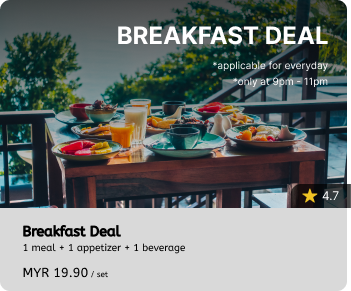 BREAKFAST DEAL
*applicable for everyday
*only at 9pm - 11pm
4.7
Breakfast Deal
1 meal + 1 appetizer + 1 beverage
MYR 19.90 / set